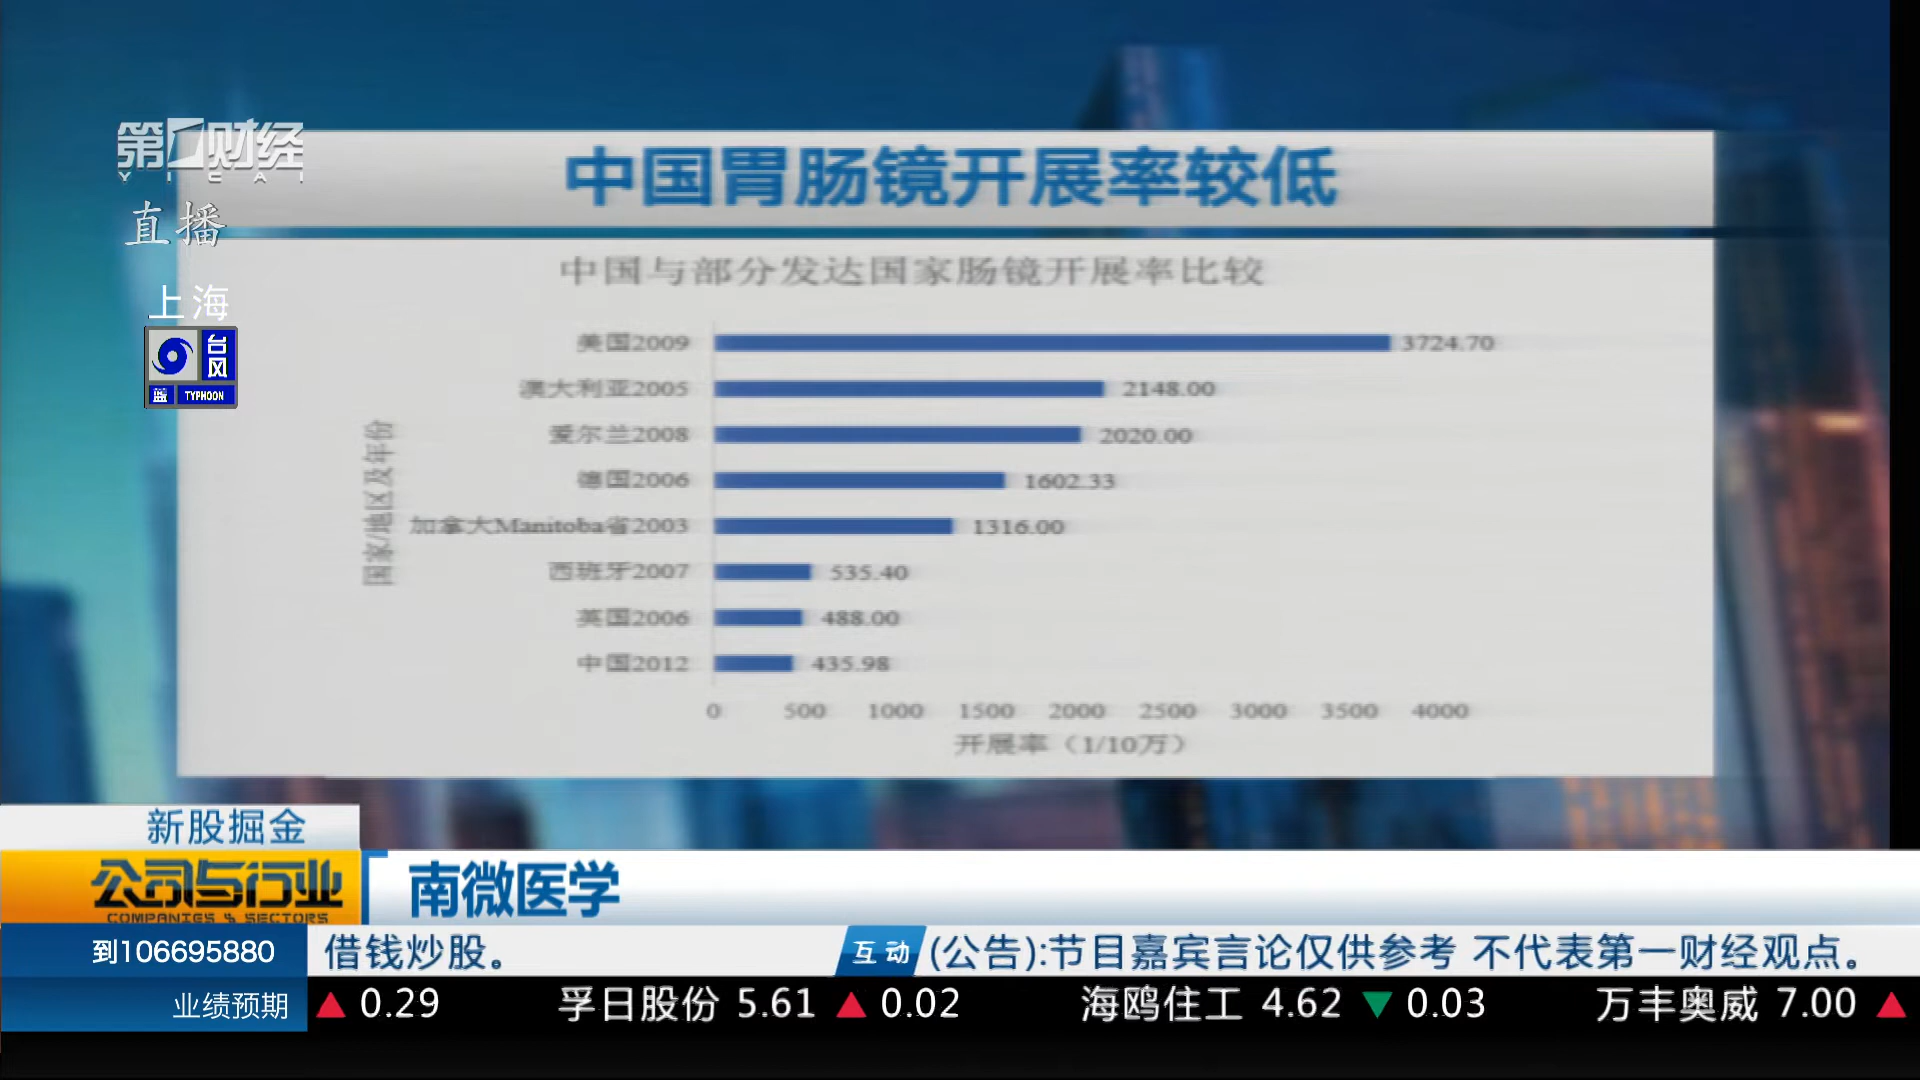 第一财经
YICAI
直播
上海
台风
蓝 TYPHOON
中国胃肠镜开展率较低
中国与部分发达国家肠镜开展率比较
国家/地区及年份
美国2009 3724.70
澳大利亚2005 2148.00
爱尔兰2008 2020.00
德国2006 1602.33
加拿大Manitoba省2003 1316.00
西班牙2007 535.40
英国2006 488.00
中国2012 435.98
0 500 1000 1500 2000 2500 3000 3500 4000
开展率（1/10万）
新股掘金
公司与行业
COMPANIES & SECTORS
南微医学
到106695880 借钱炒股。 互动 (公告):节目嘉宾言论仅供参考 不代表第一财经观点。
业绩预期 ▲ 0.29 孚日股份 5.61 ▲ 0.02 海鸥住工 4.62 ▼ 0.03 万丰奥威 7.00 ▲